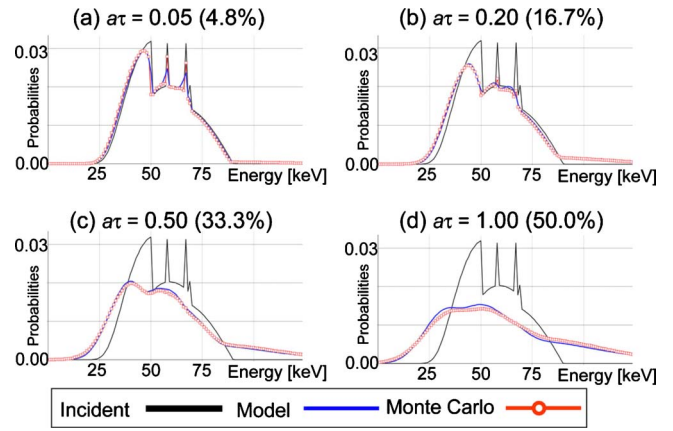 (a) aτ = 0.05 (4.8%)
0.03
Probabilities
0.00
25 50 75 Energy [keV]
(b) aτ = 0.20 (16.7%)
0.03
Probabilities
0.00
25 50 75 Energy [keV]
(c) aτ = 0.50 (33.3%)
0.03
Probabilities
0.00
25 50 75 Energy [keV]
(d) aτ = 1.00 (50.0%)
0.03
Probabilities
0.00
25 50 75 Energy [keV]
Incident Model Monte Carlo